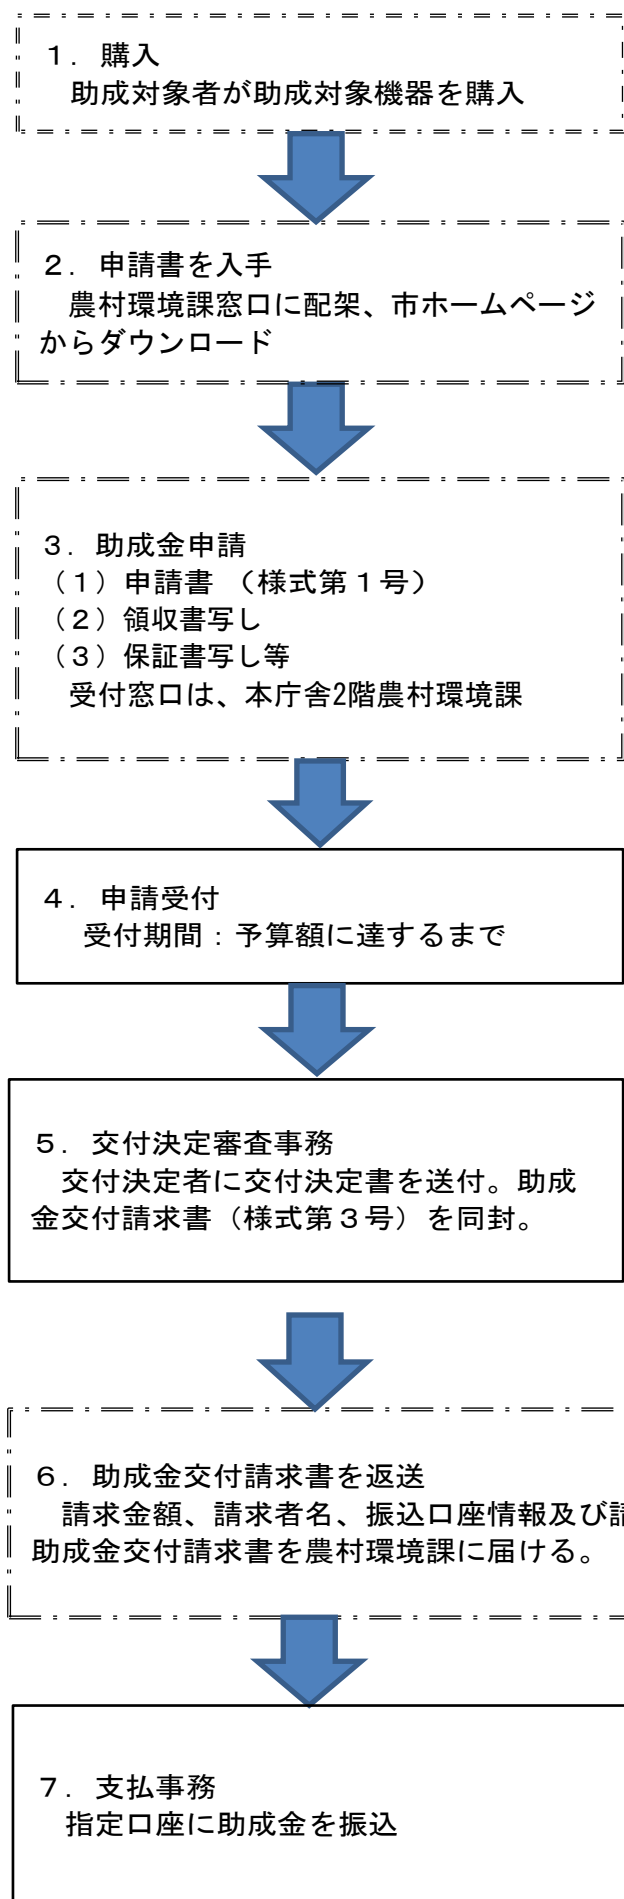 １．購入
助成対象者が助成対象機器を購入
２．申請書を入手
農村環境課窓口に配架、市ホームページ
からダウンロード
３．助成金申請
（１）申請書 （様式第１号）
（２）領収書写し
（３）保証書写し等
受付窓口は、本庁舎2階農村環境課
４．申請受付
受付期間：予算額に達するまで
５．交付決定審査事務
交付決定者に交付決定書を送付。助成
金交付請求書（様式第３号）を同封。
６．助成金交付請求書を返送
請求金額、請求者名、振込口座情報及び
助成金交付請求書を農村環境課に届ける。
７．支払事務
指定口座に助成金を振込